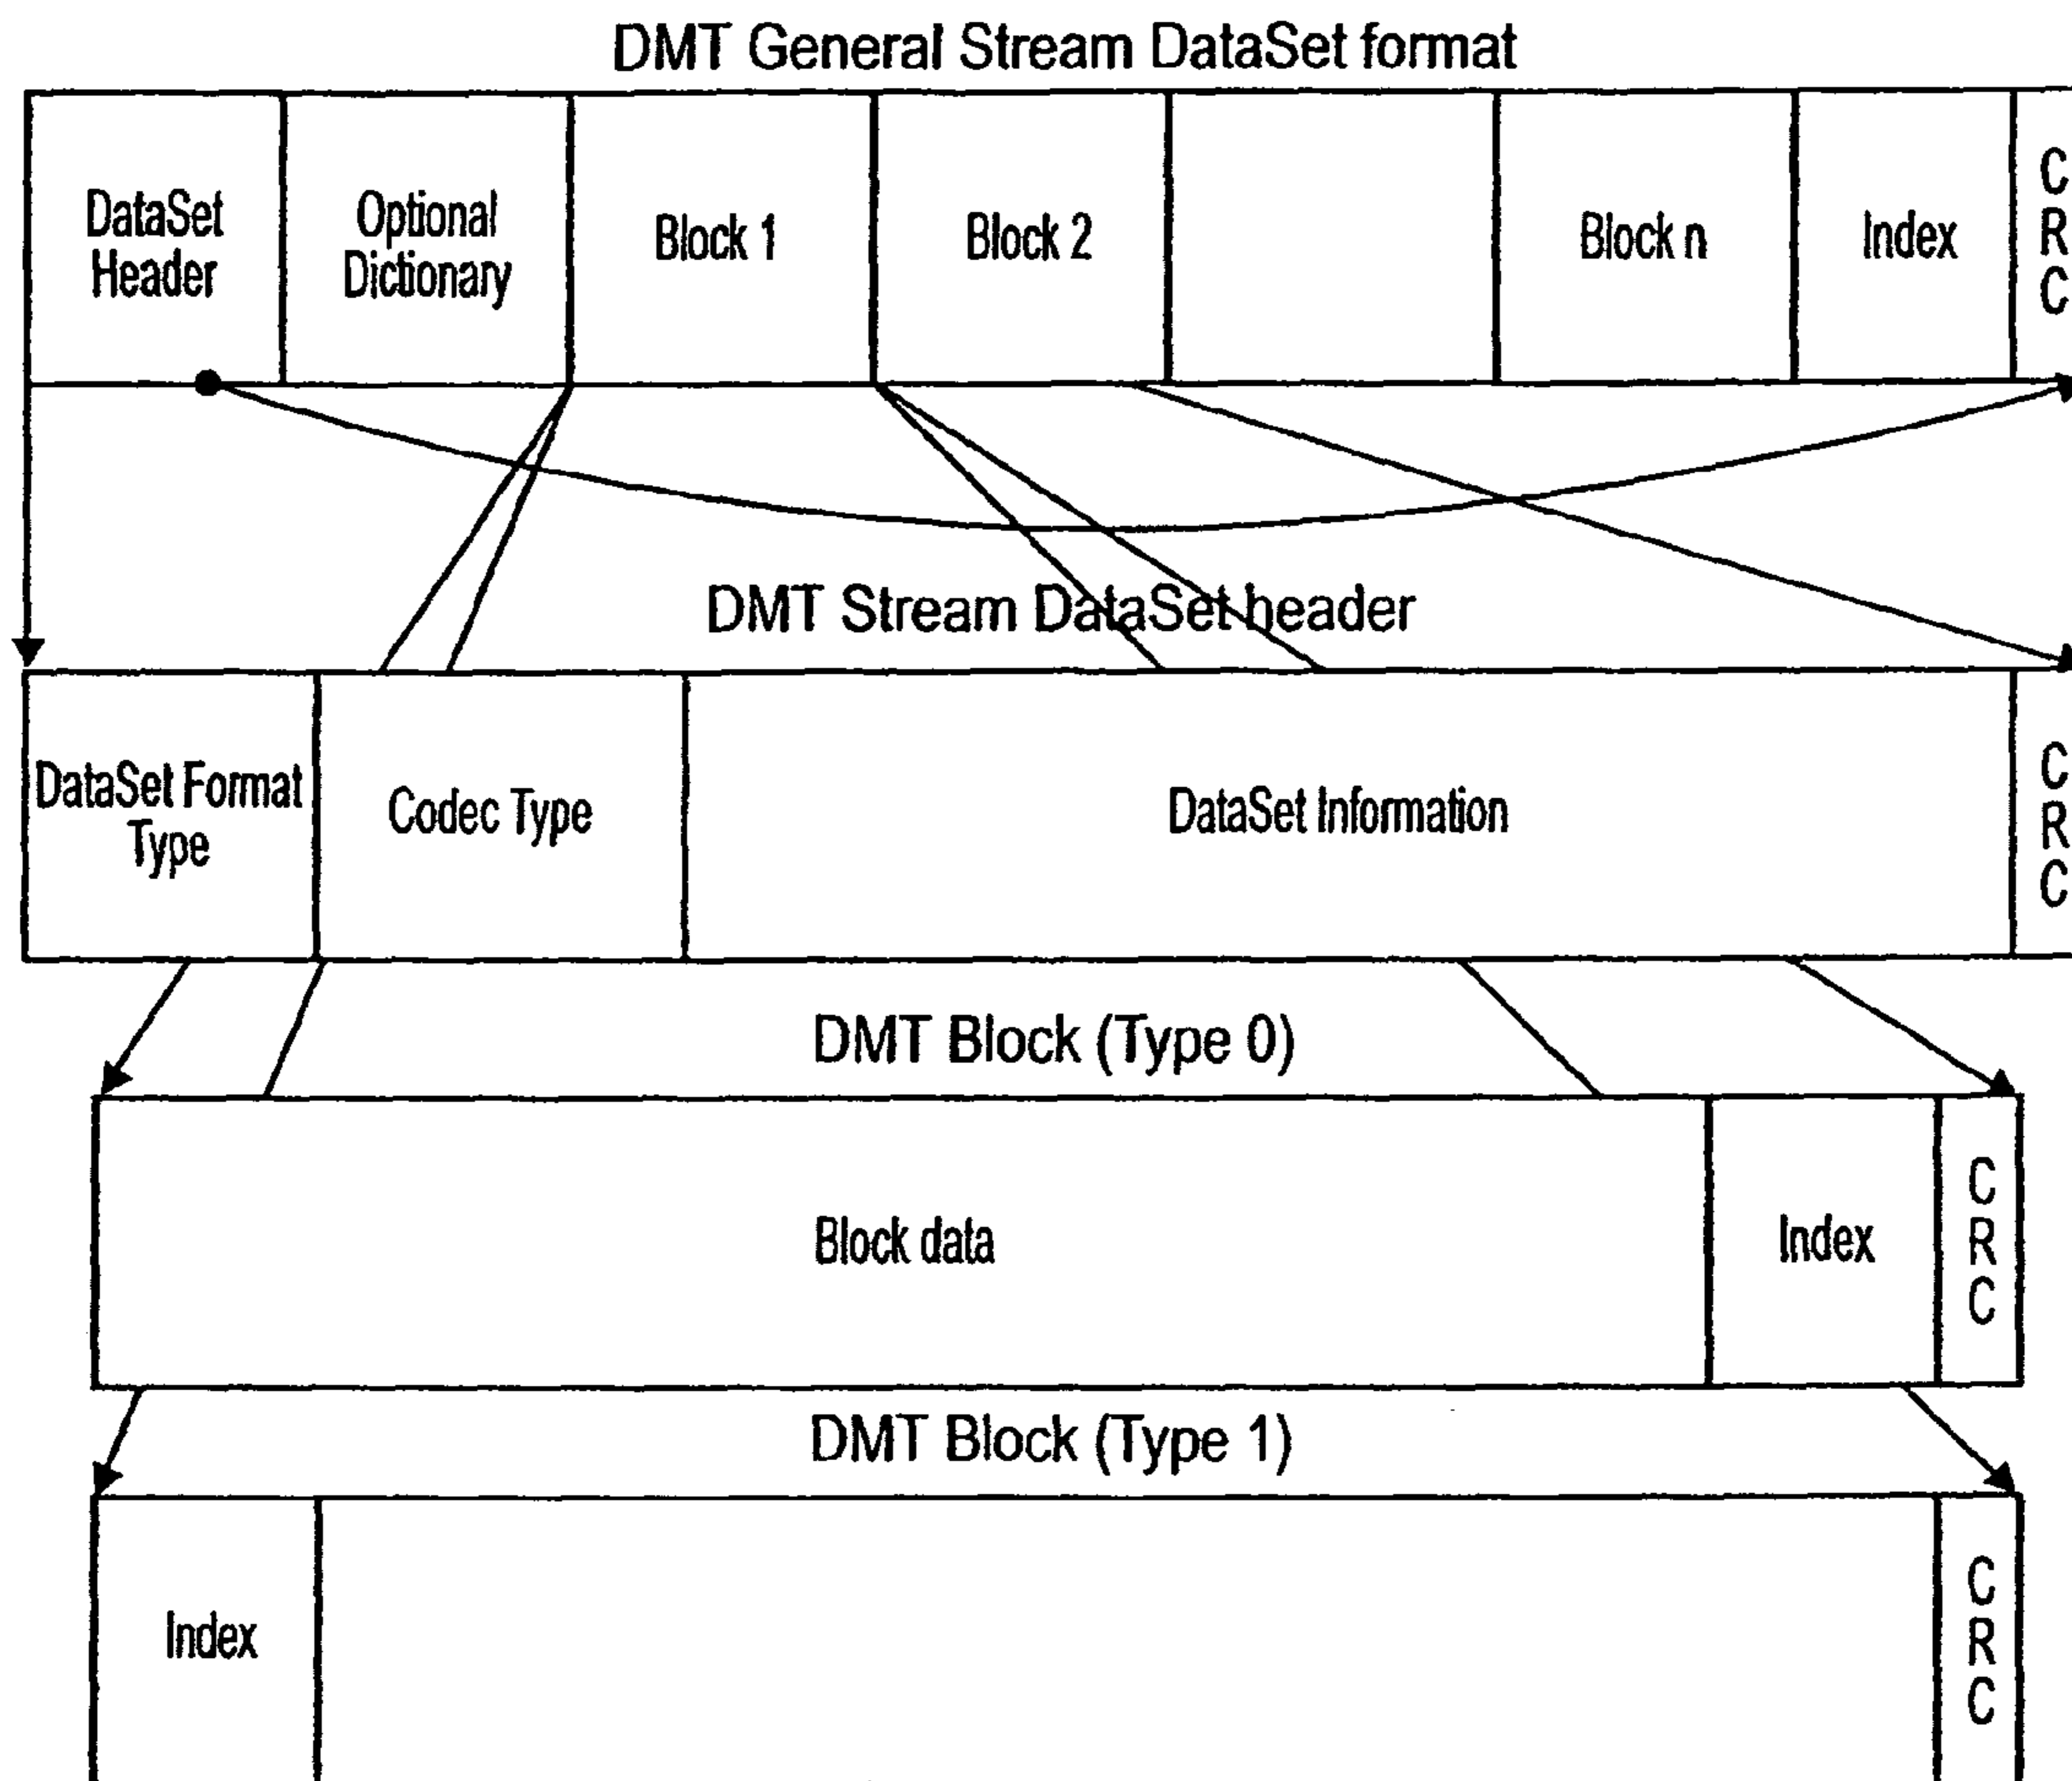 DMT General Stream DataSet format
DataSet
Header
Optional
Dictionary
Block 1
Block 2
Block n
Index
C
R
C
DMT Stream DataSet header
DataSet Format
Type
Codec Type
DataSet Information
C
R
C
DMT Block (Type 0)
Block data
Index
C
R
C
DMT Block (Type 1)
Index
C
R
C